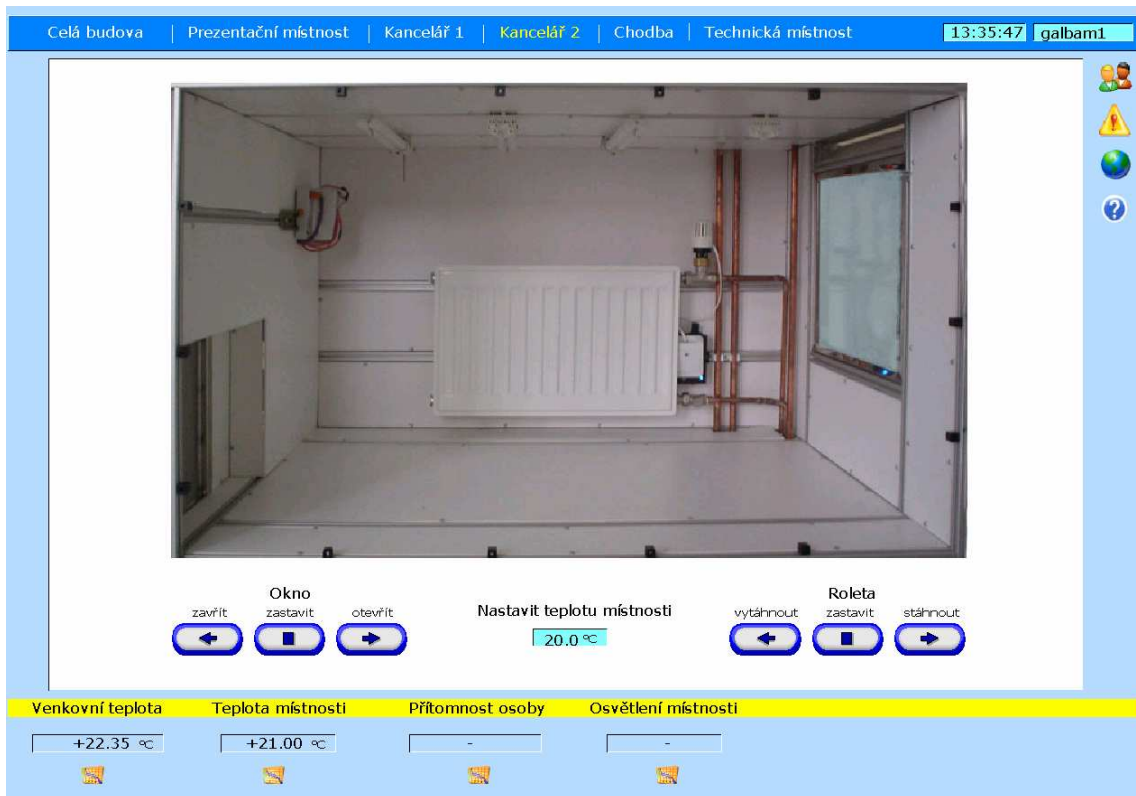 Celá budova | Prezentační místnost | Kancelář 1 | Kancelář 2 | Chodba | Technická místnost 13:35:47 galbam1
Okno
zavřít zastavit otevřít
Nastavit teplotu místnosti
20.0 °C
Roleta
vytáhnout zastavit stáhnout
Venkovní teplota Teplota místnosti Přítomnost osoby Osvětlení místnosti
+22.35 °C +21.00 °C - -